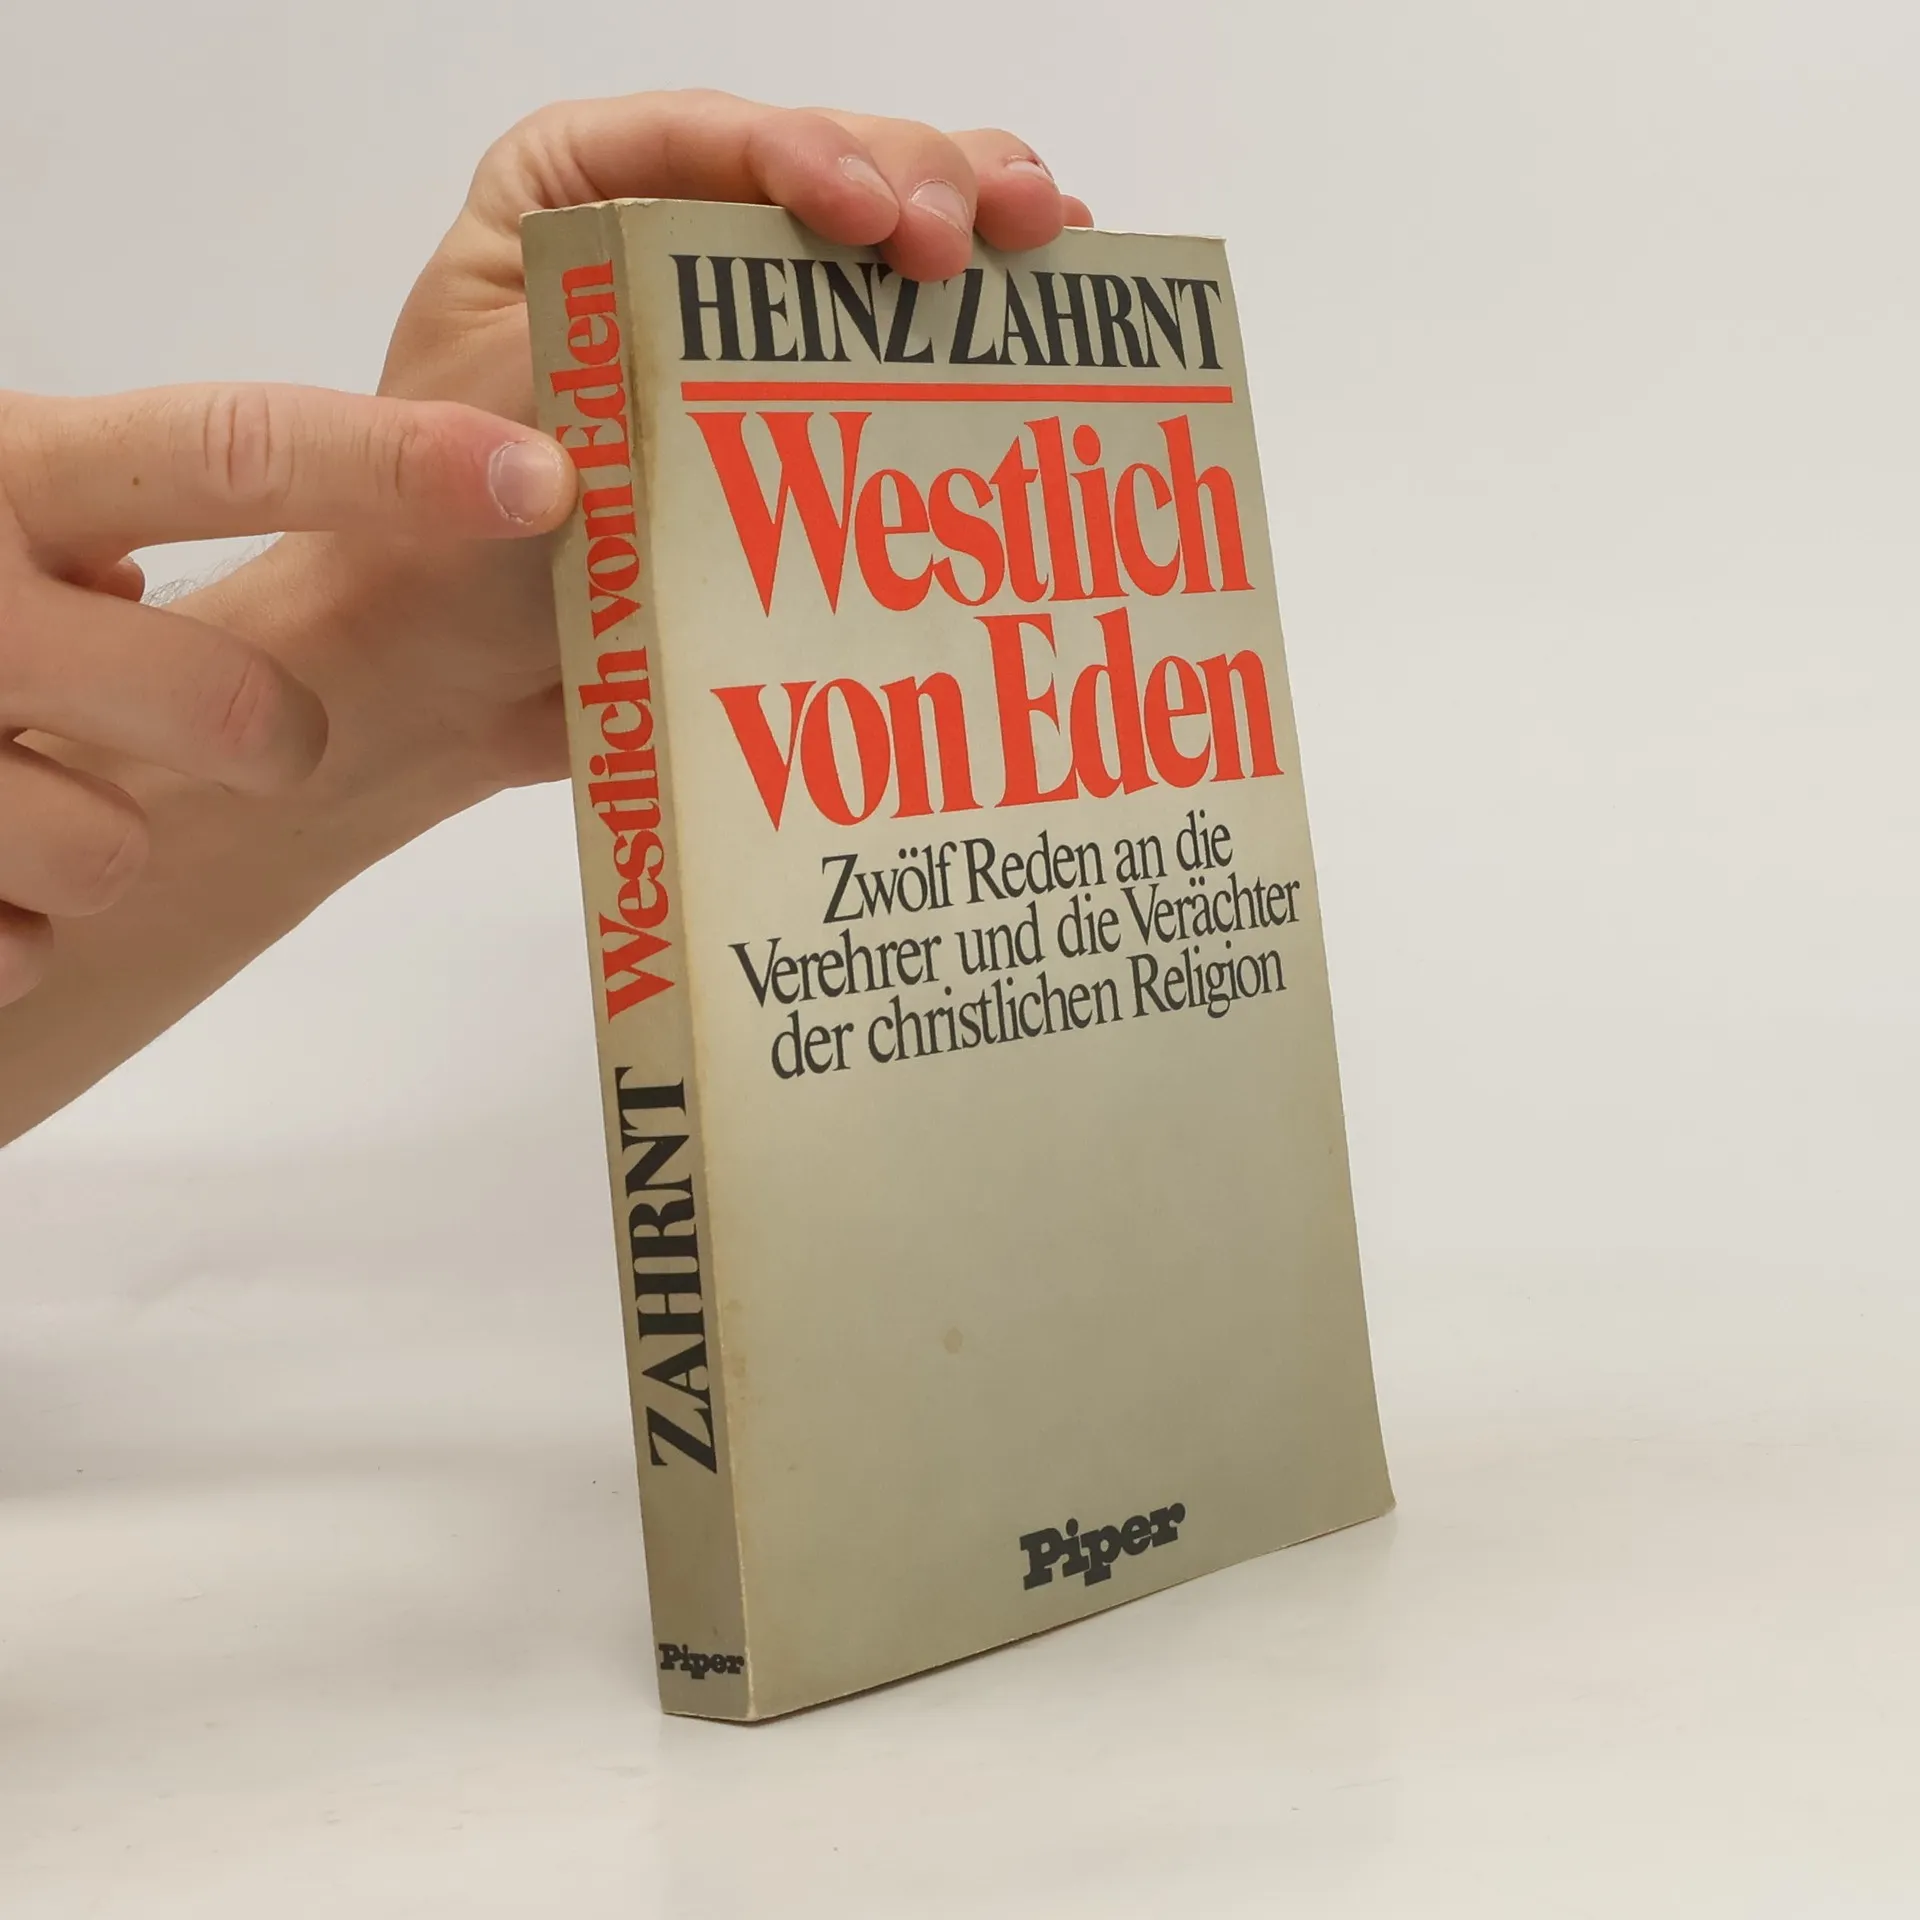 HEINZ ZAHRNT
Westlich
von Eden
Zwölf Reden an die
Verehrer und die Verächter
der christlichen Religion
Piper
ZAHRNT Westlich von Eden
Piper